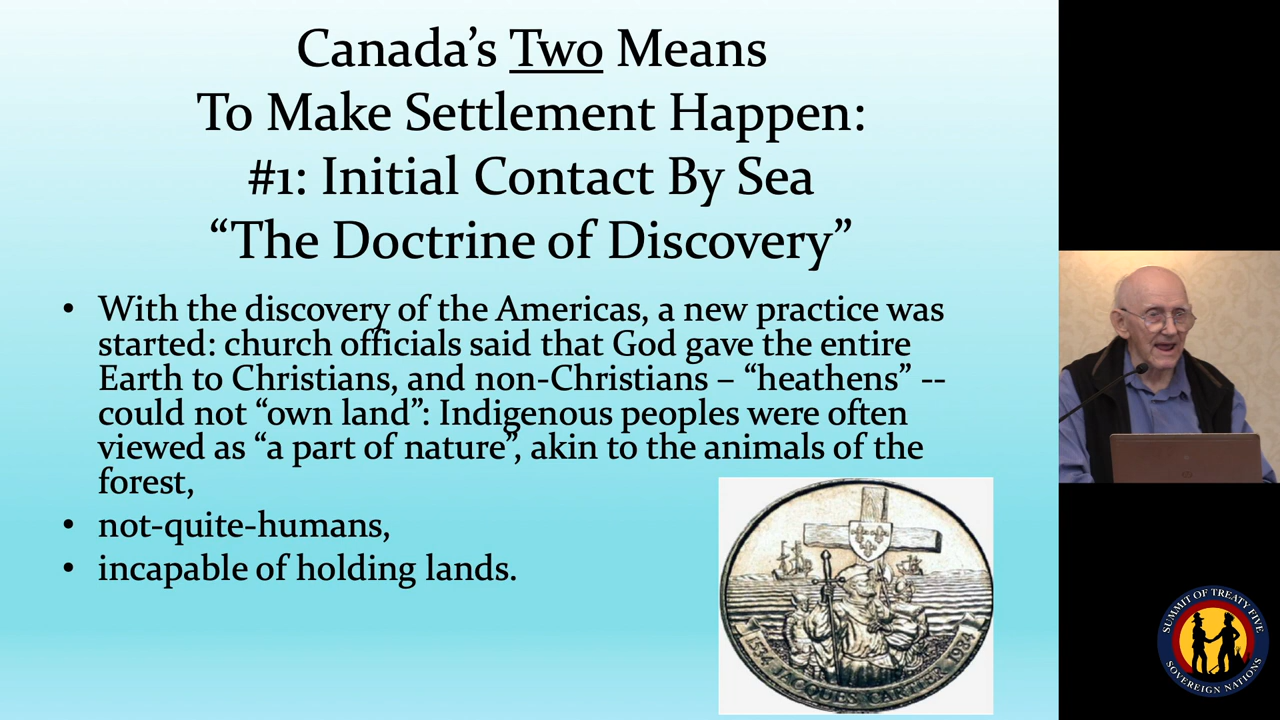 Canada’s Two Means
To Make Settlement Happen:
#1: Initial Contact By Sea
“The Doctrine of Discovery”
• With the discovery of the Americas, a new practice was
started: church officials said that God gave the entire
Earth to Christians, and non-Christians – “heathens” --
could not “own land”: Indigenous peoples were often
viewed as “a part of nature”, akin to the animals of the
forest,
• not-quite-humans,
• incapable of holding lands.
1534 JACQUES CARTIER 1984
SUMMIT OF TREATY FIVE
SOVEREIGN NATIONS